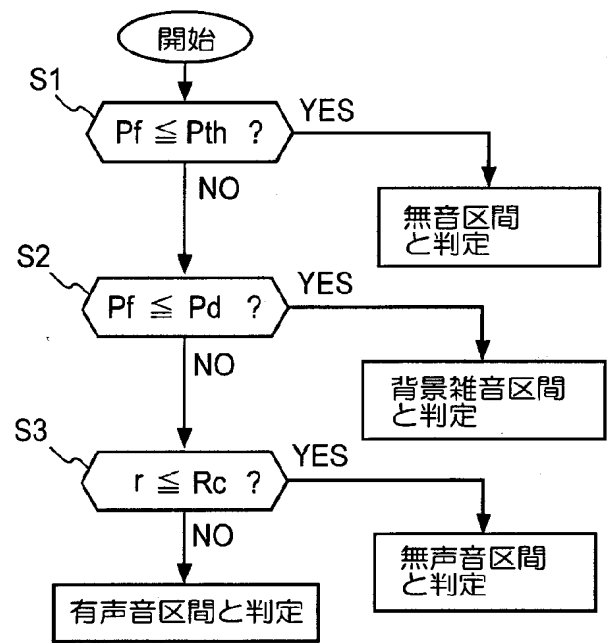 開始
S1
Pf ≦ Pth ?
YES
NO
無音区間
と判定
S2
Pf ≦ Pd ?
YES
NO
背景雑音区間
と判定
S3
r ≦ Rc ?
YES
NO
無声音区間
と判定
有声音区間と判定